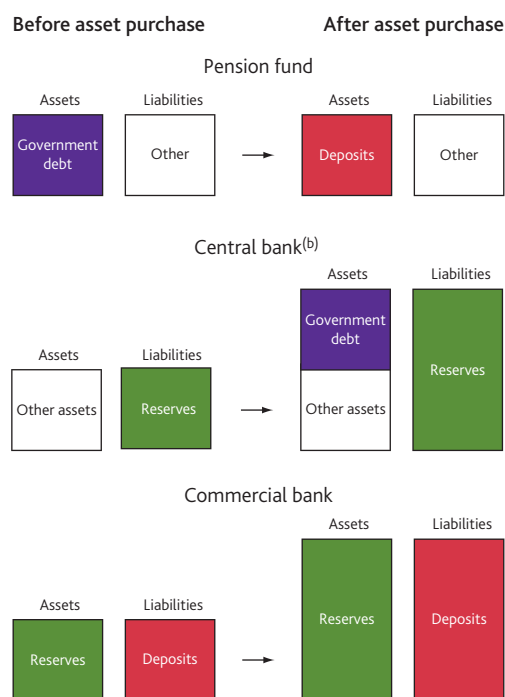 Before asset purchase After asset purchase
Pension fund
Assets Liabilities Assets Liabilities
Government
debt
Other
Deposits
Other
Central bank(b)
Assets Liabilities
Government
debt
Assets Liabilities
Reserves
Other assets
Reserves
Other assets
Commercial bank
Assets Liabilities
Assets Liabilities
Reserves
Deposits
Reserves
Deposits